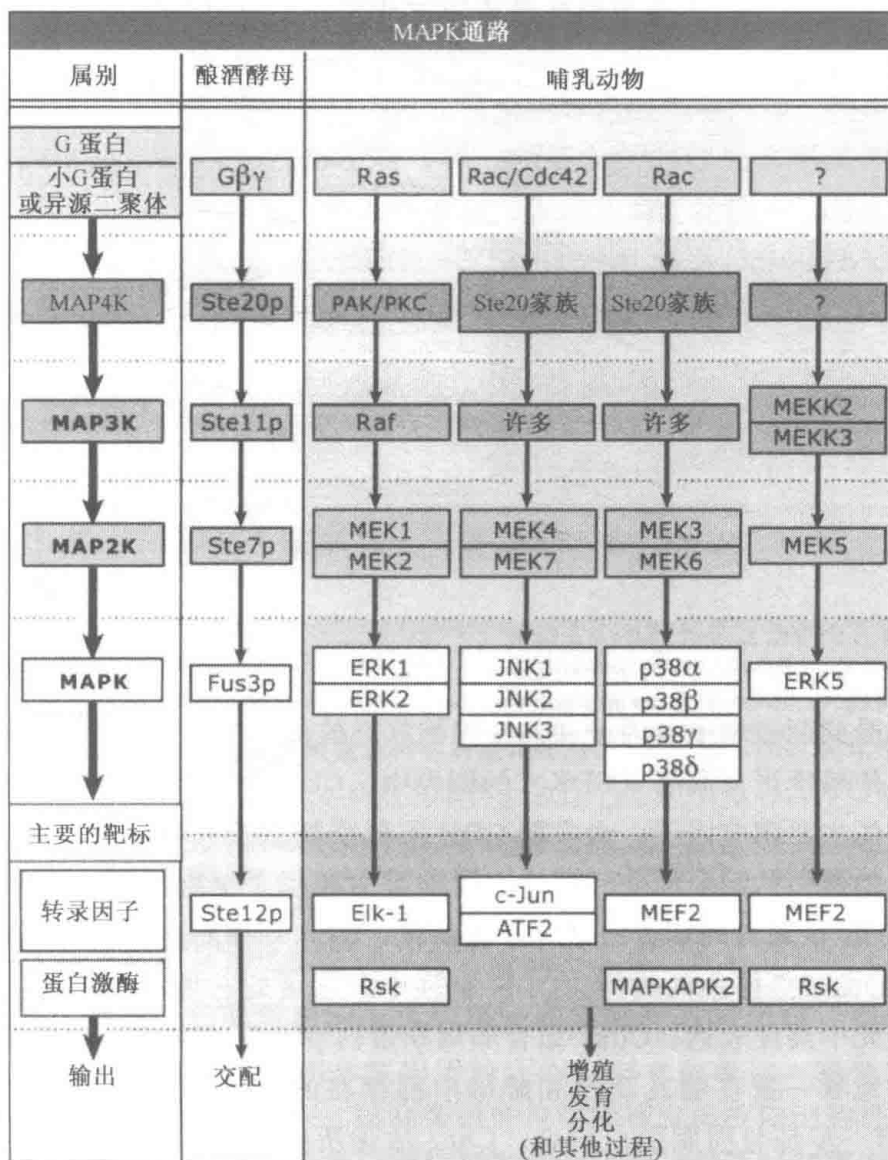 MAPK通路
属别 酿酒酵母 哺乳动物
G 蛋白
小G蛋白
或异源二聚体
Gβγ Ras Rac/Cdc42 Rac ?
MAP4K Ste20p PAK/PKC Ste20家族 Ste20家族 ?
MAP3K Ste11p Raf 许多 许多 MEKK2
MEKK3
MAP2K Ste7p MEK1 MEK4 MEK3 MEK5
MEK2 MEK7 MEK6
MAPK Fus3p ERK1 JNK1 p38α ERK5
ERK2 JNK2 p38β
JNK3 p38γ
p38δ
主要的靶标
转录因子 Ste12p Elk-1 c-Jun MEF2 MEF2
ATF2
蛋白激酶 Rsk MAPKAPK2 Rsk
输出 交配 增殖
发育
分化
(和其他过程)